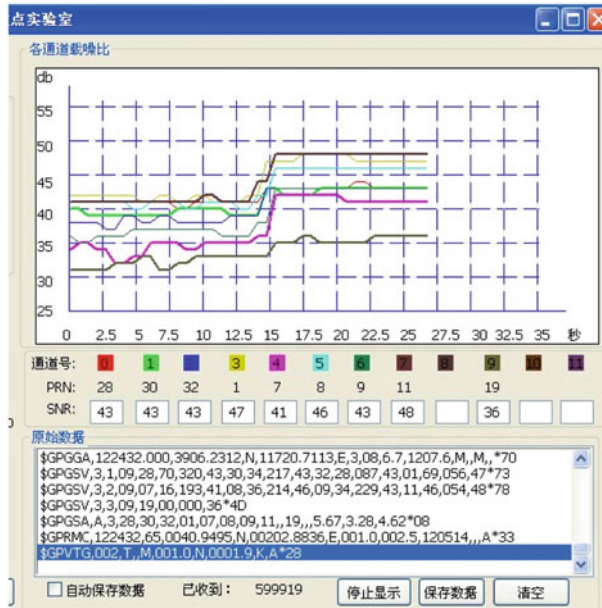 点实验室
各通道载噪比
db
55
50
45
40
35
30
25
0 2.5 5 7.5 10 12.5 15 17.5 20 22.5 25 27.5 30 32.5 35 秒
通道号: 0 1 2 3 4 5 6 7 8 9 10 11
PRN: 28 30 32 1 7 8 9 11 19
SNR: 43 43 43 47 41 46 43 48 36
原始数据
$GPGGA,122432.000,3906.2312,N,11720.7113,E,3,08,6.7,1207.6,M,,M,,*70
$GPGSV,3,1,09,28,70,320,43,30,34,217,43,32,28,087,43,01,69,056,47*73
$GPGSV,3,2,09,07,16,193,41,08,36,214,46,09,34,229,43,11,46,054,48*78
$GPGSV,3,3,09,19,00,000,36*4D
$GPGSA,A,3,28,30,32,01,07,08,09,11,,19,,,5.67,3.28,4.62*08
$GPRMC,122432,65,0040.9495,N,00202.8836,E,001.0,002.5,120514,,,A*33
$GPVTG,002,T,,M,001.0,N,0001.9,K,A*28
自动保存数据 已收到: 599919 停止显示 保存数据 清空